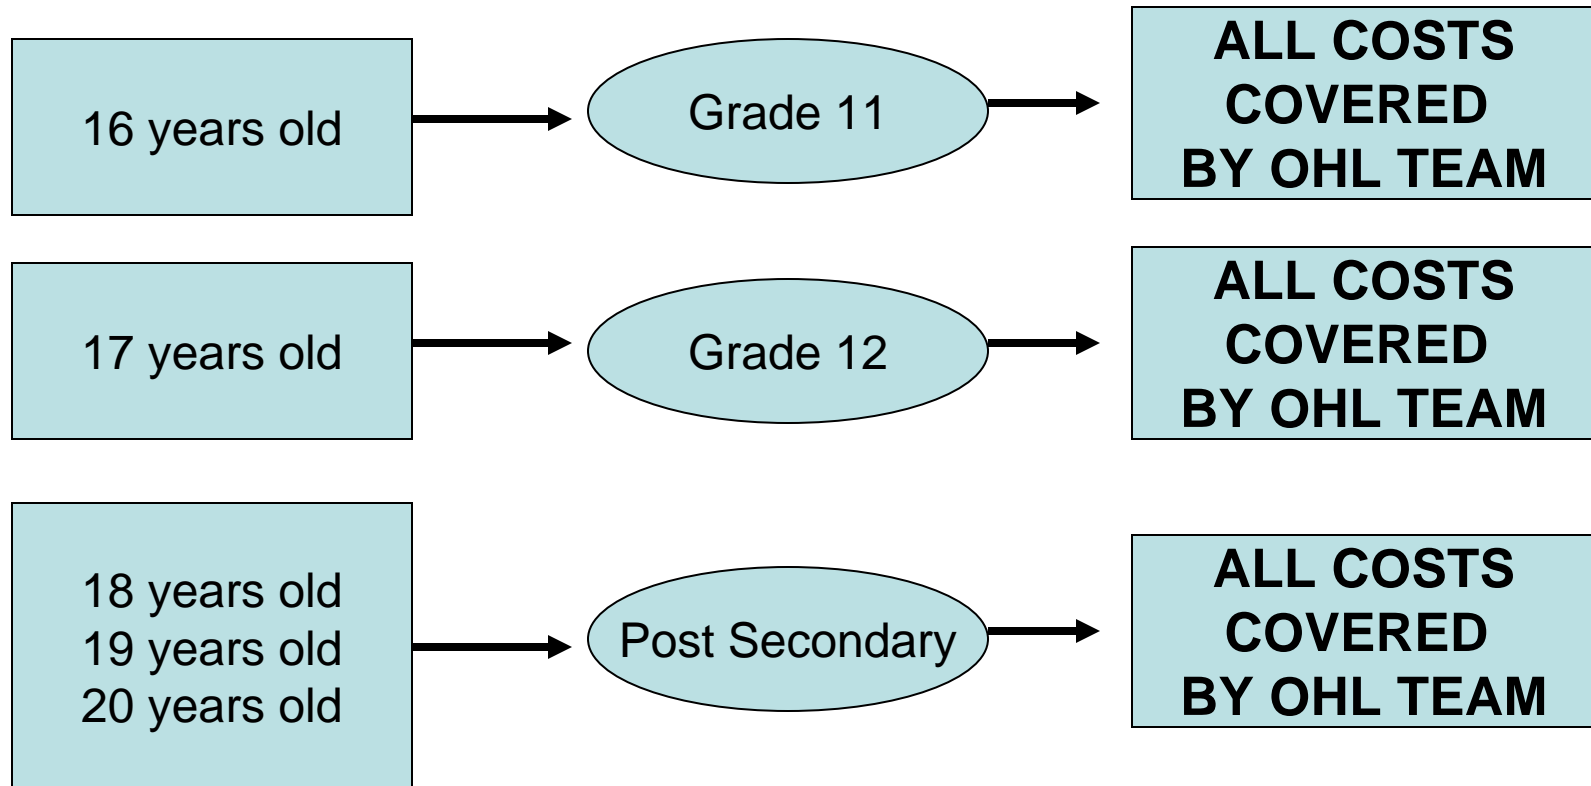 16 years old
Grade 11
ALL COSTS
COVERED
BY OHL TEAM
17 years old
Grade 12
ALL COSTS
COVERED
BY OHL TEAM
18 years old
19 years old
20 years old
Post Secondary
ALL COSTS
COVERED
BY OHL TEAM